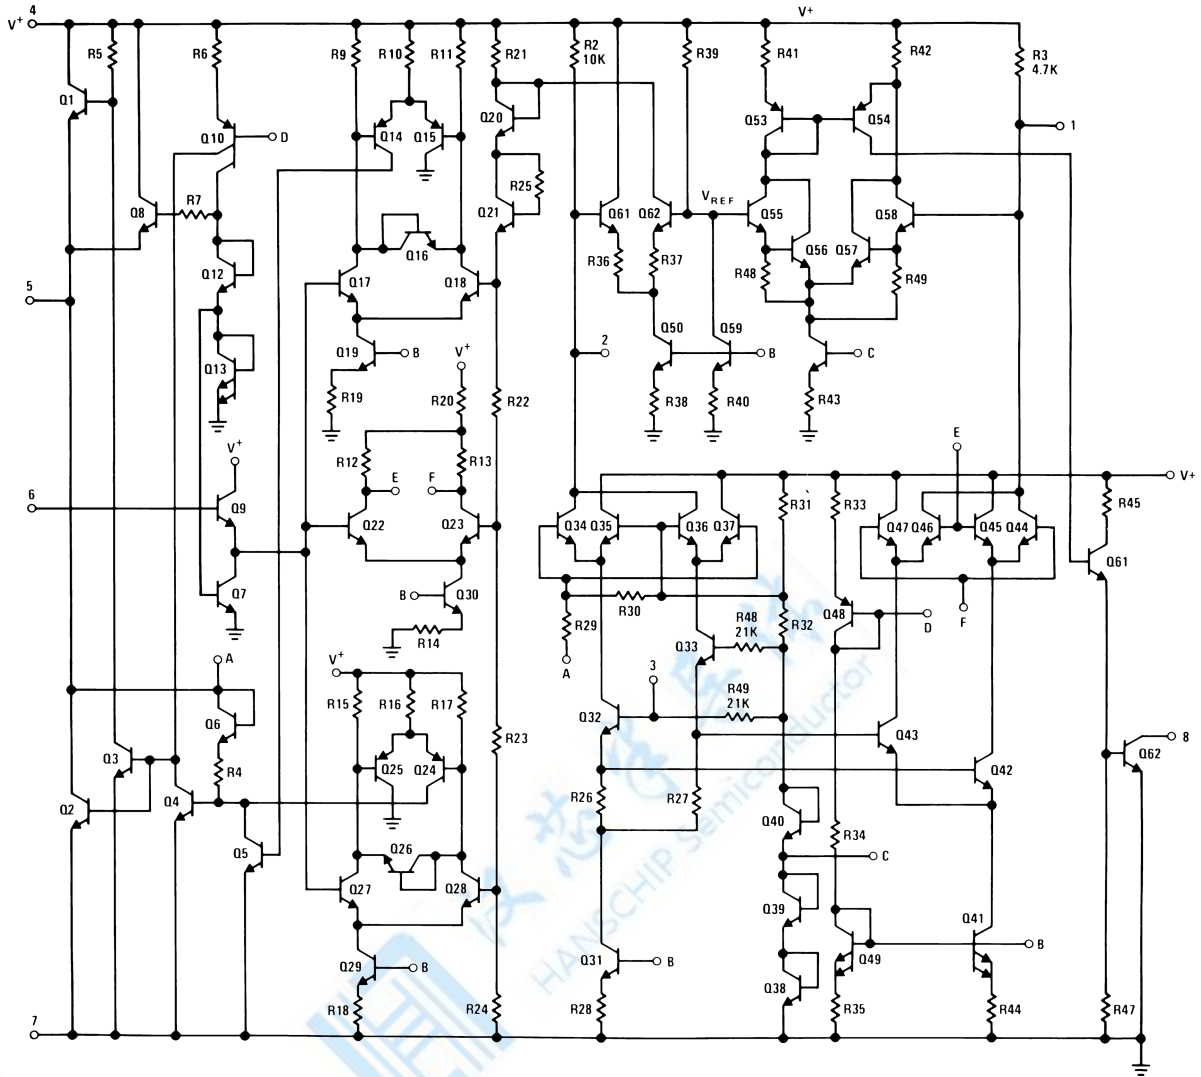 4
V+
V+
R5
R6
R9
R10
R11
R21
R2
10K
R39
R41
R42
R3
4.7K
Q1
Q10
D
Q14
Q15
Q20
Q53
Q54
1
R7
Q8
R25
Q21
Q61
Q62
VREF
Q55
Q56
Q57
Q58
Q16
R36
R37
R48
R49
Q12
Q17
Q18
5
Q13
Q19
B
2
Q50
Q59
B
C
V+
R19
R20
R22
R38
R40
R43
V+
R12
R13
E
6
Q9
E
F
V+
R31
R33
R45
Q22
Q23
Q34
Q35
Q36
Q37
Q47
Q46
Q45
Q44
Q61
Q7
B
Q30
R30
R29
R48
21K
R32
Q48
D
F
R14
Q33
A
A
V+
3
R49
21K
R15
R16
R17
Q6
Q32
Q43
R23
Q3
R4
Q25
Q24
Q42
8
Q62
Q2
Q4
R26
R27
Q40
R34
Q5
Q26
C
Q27
Q28
Q39
Q41
B
Q49
Q29
B
Q31
B
Q38
R18
R24
R28
R35
R44
R47
7
HANSCHIP Semiconductor